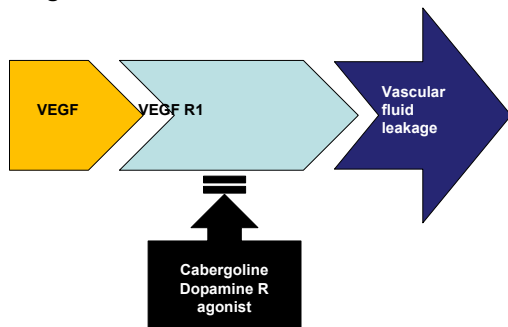 VEGF
VEGF R1
Vascular
fluid
leakage
Cabergoline
Dopamine R
agonist